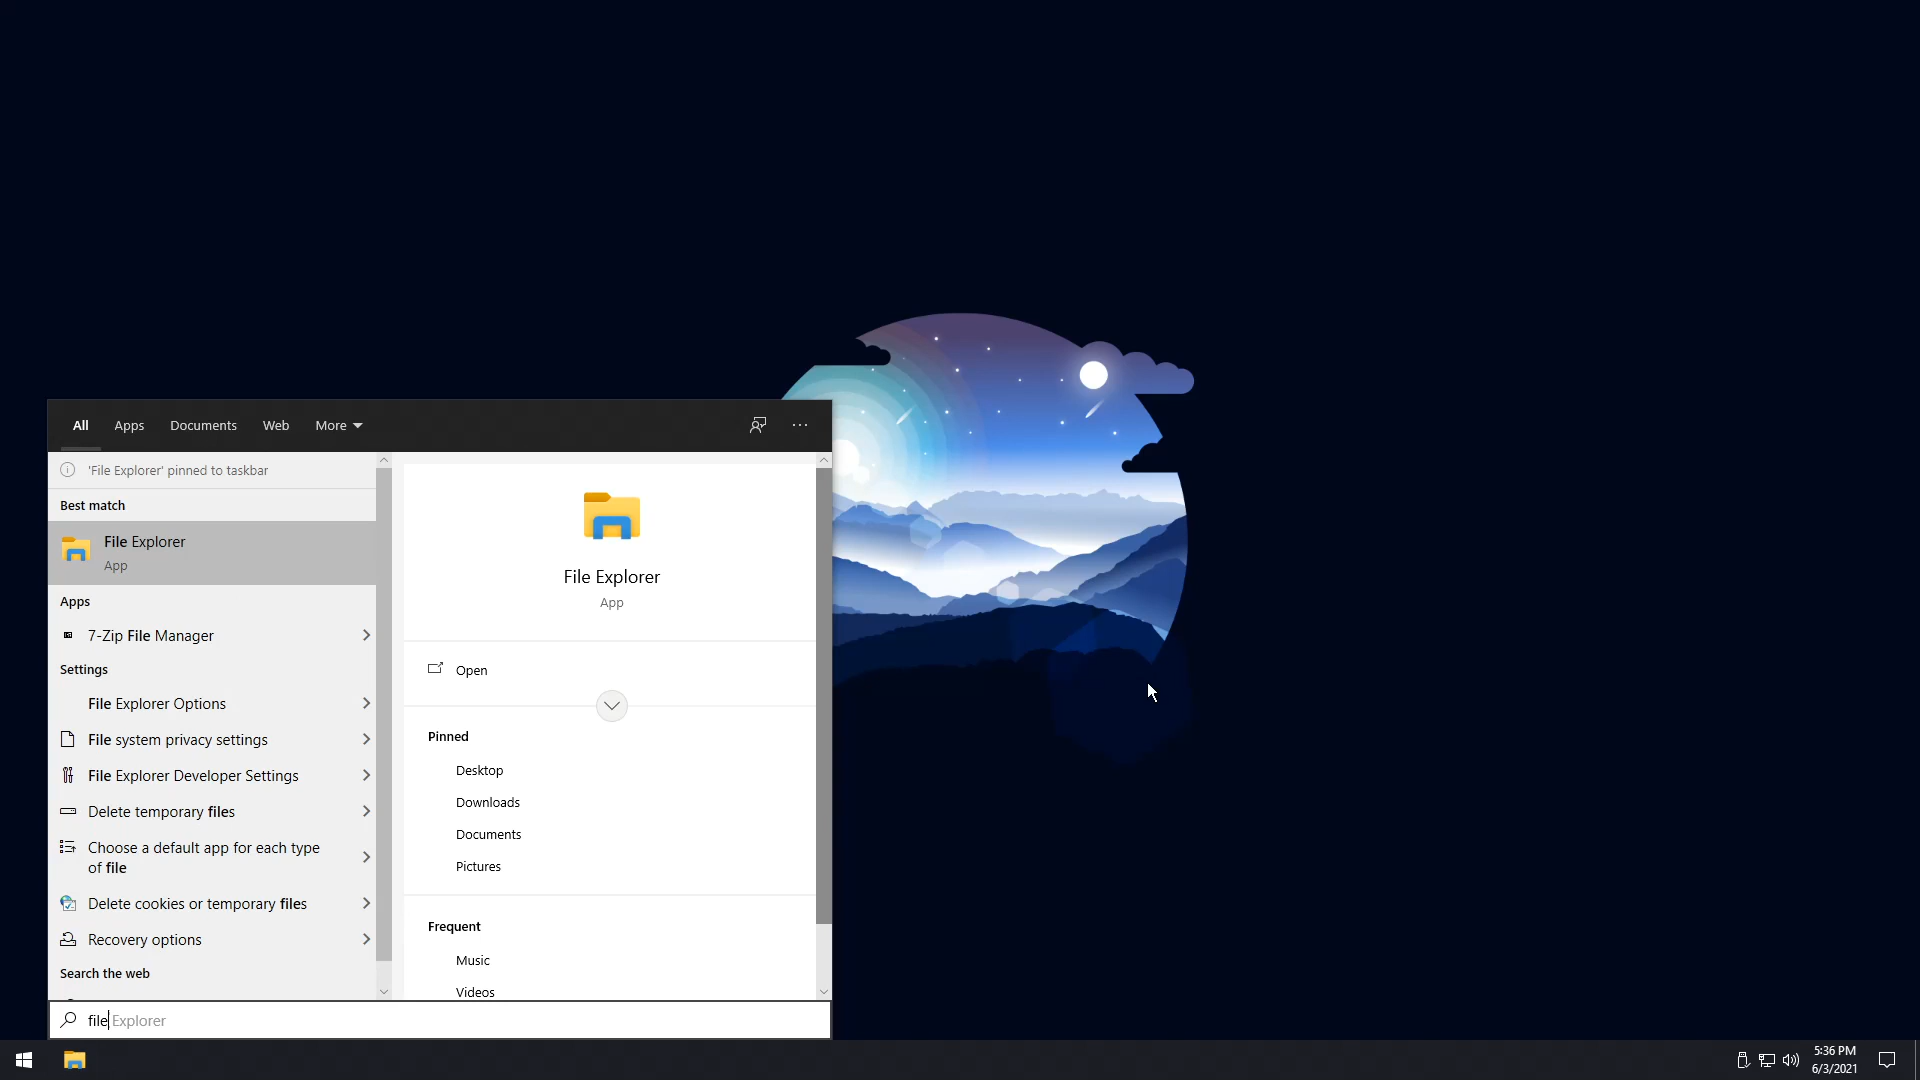 All Apps Documents Web More
'File Explorer' pinned to taskbar
Best match
File Explorer
App
Apps
7-Zip File Manager
Settings
File Explorer Options
File system privacy settings
File Explorer Developer Settings
Delete temporary files
Choose a default app for each type
of file
Delete cookies or temporary files
Recovery options
Search the web
File Explorer
App
Open
Pinned
Desktop
Downloads
Documents
Pictures
Frequent
Music
Videos
file Explorer
5:36 PM
6/3/2021